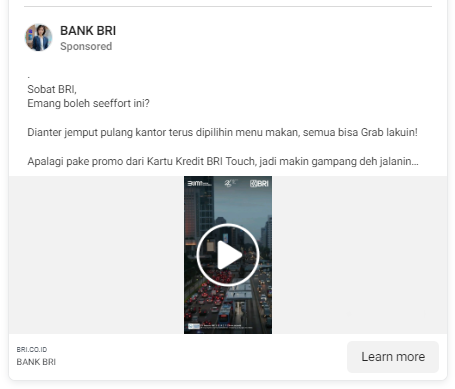 BANK BRI
Sponsored
.
Sobat BRI,
Emang boleh seeffort ini?
Dianter jemput pulang kantor terus dipilihin menu makan, semua bisa Grab lakuin!
Apalagi pake promo dari Kartu Kredit BRI Touch, jadi makin gampang deh jalanin...
BRI
BRI.CO.ID
BANK BRI
Learn more